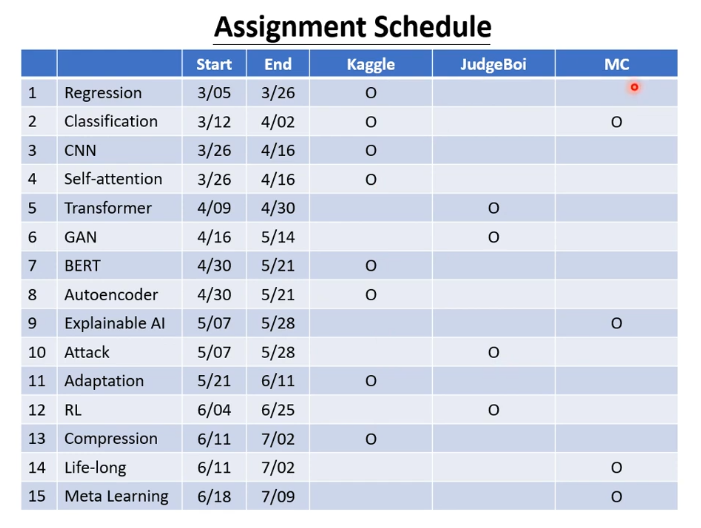 Assignment Schedule
Start End Kaggle JudgeBoi MC
1 Regression 3/05 3/26 O
2 Classification 3/12 4/02 O O
3 CNN 3/26 4/16 O
4 Self-attention 3/26 4/16 O
5 Transformer 4/09 4/30 O
6 GAN 4/16 5/14 O
7 BERT 4/30 5/21 O
8 Autoencoder 4/30 5/21 O
9 Explainable AI 5/07 5/28 O
10 Attack 5/07 5/28 O
11 Adaptation 5/21 6/11 O
12 RL 6/04 6/25 O
13 Compression 6/11 7/02 O
14 Life-long 6/11 7/02 O
15 Meta Learning 6/18 7/09 O